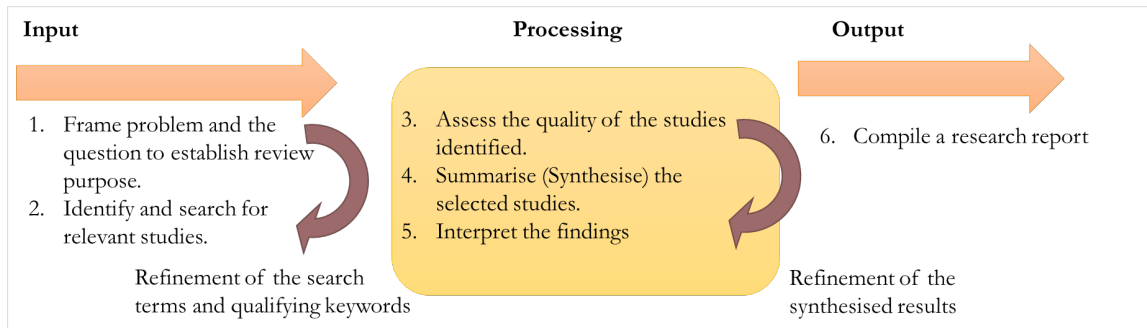 Input
1. Frame problem and the
question to establish review
purpose.
2. Identify and search for
relevant studies.
Refinement of the search
terms and qualifying keywords
Processing
3. Assess the quality of the studies
identified.
4. Summarise (Synthesise) the
selected studies.
5. Interpret the findings
Refinement of the
synthesised results
Output
6. Compile a research report